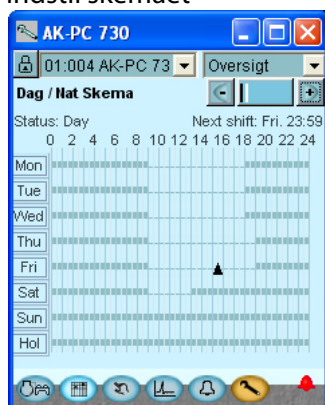 Indstil skemaet
AK-PC 730
01:004 AK-PC 73 Oversigt
Dag / Nat Skema
Status: Day Next shift: Fri. 23:59
0 2 4 6 8 10 12 14 16 18 20 22 24
Mon
Tue
Wed
Thu
Fri
Sat
Sun
Hol